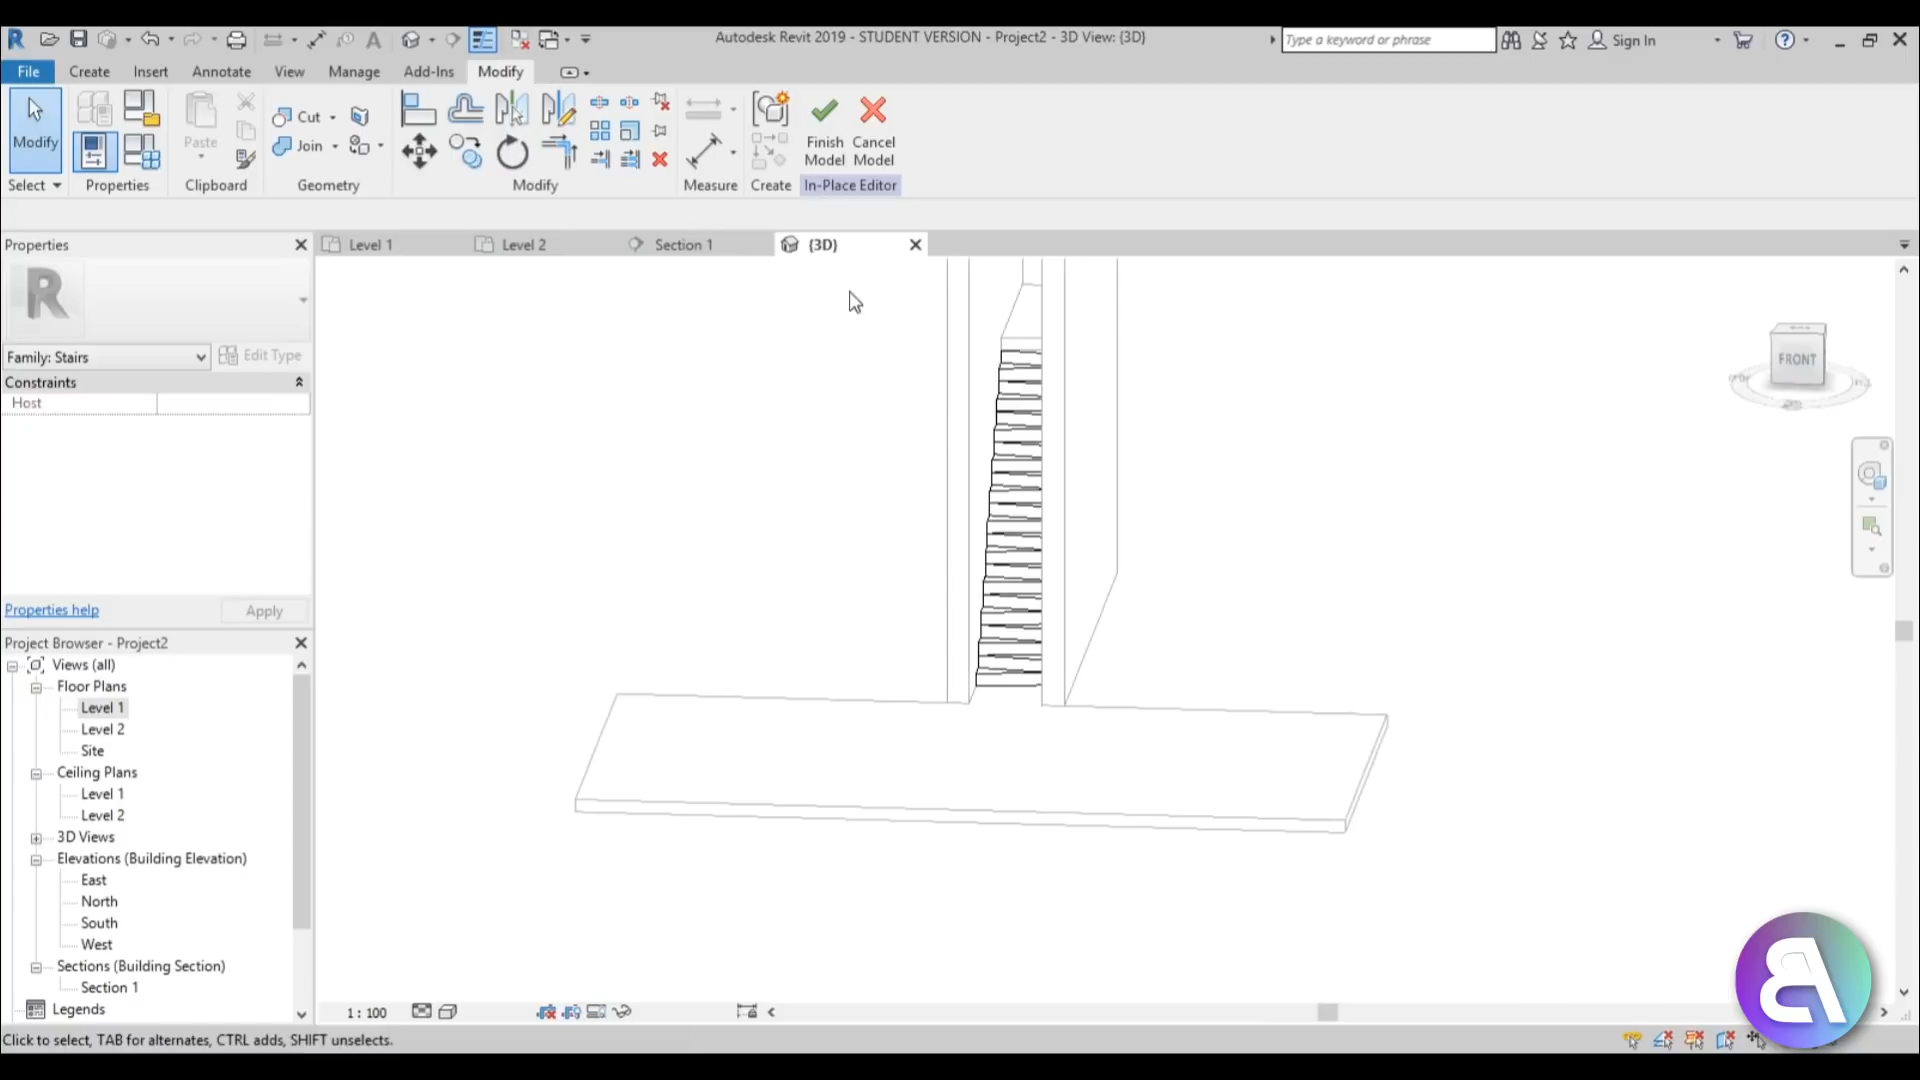 Autodesk Revit 2019 - STUDENT VERSION - Project2 - 3D View: {3D}
Type a keyword or phrase
Sign In
File Create Insert Annotate View Manage Add-Ins Modify
Modify
Paste
Cut
Join
Finish Model
Cancel Model
Select Properties Clipboard Geometry Modify Measure Create In-Place Editor
Properties
Level 1
Level 2
Section 1
{3D}
Family: Stairs
Edit Type
Constraints
Host
Properties help
Apply
FRONT
Project Browser - Project2
Views (all)
Floor Plans
Level 1
Level 2
Site
Ceiling Plans
Level 1
Level 2
3D Views
Elevations (Building Elevation)
East
North
South
West
Sections (Building Section)
Section 1
Legends
1 : 100
Click to select, TAB for alternates, CTRL adds, SHIFT unselects.